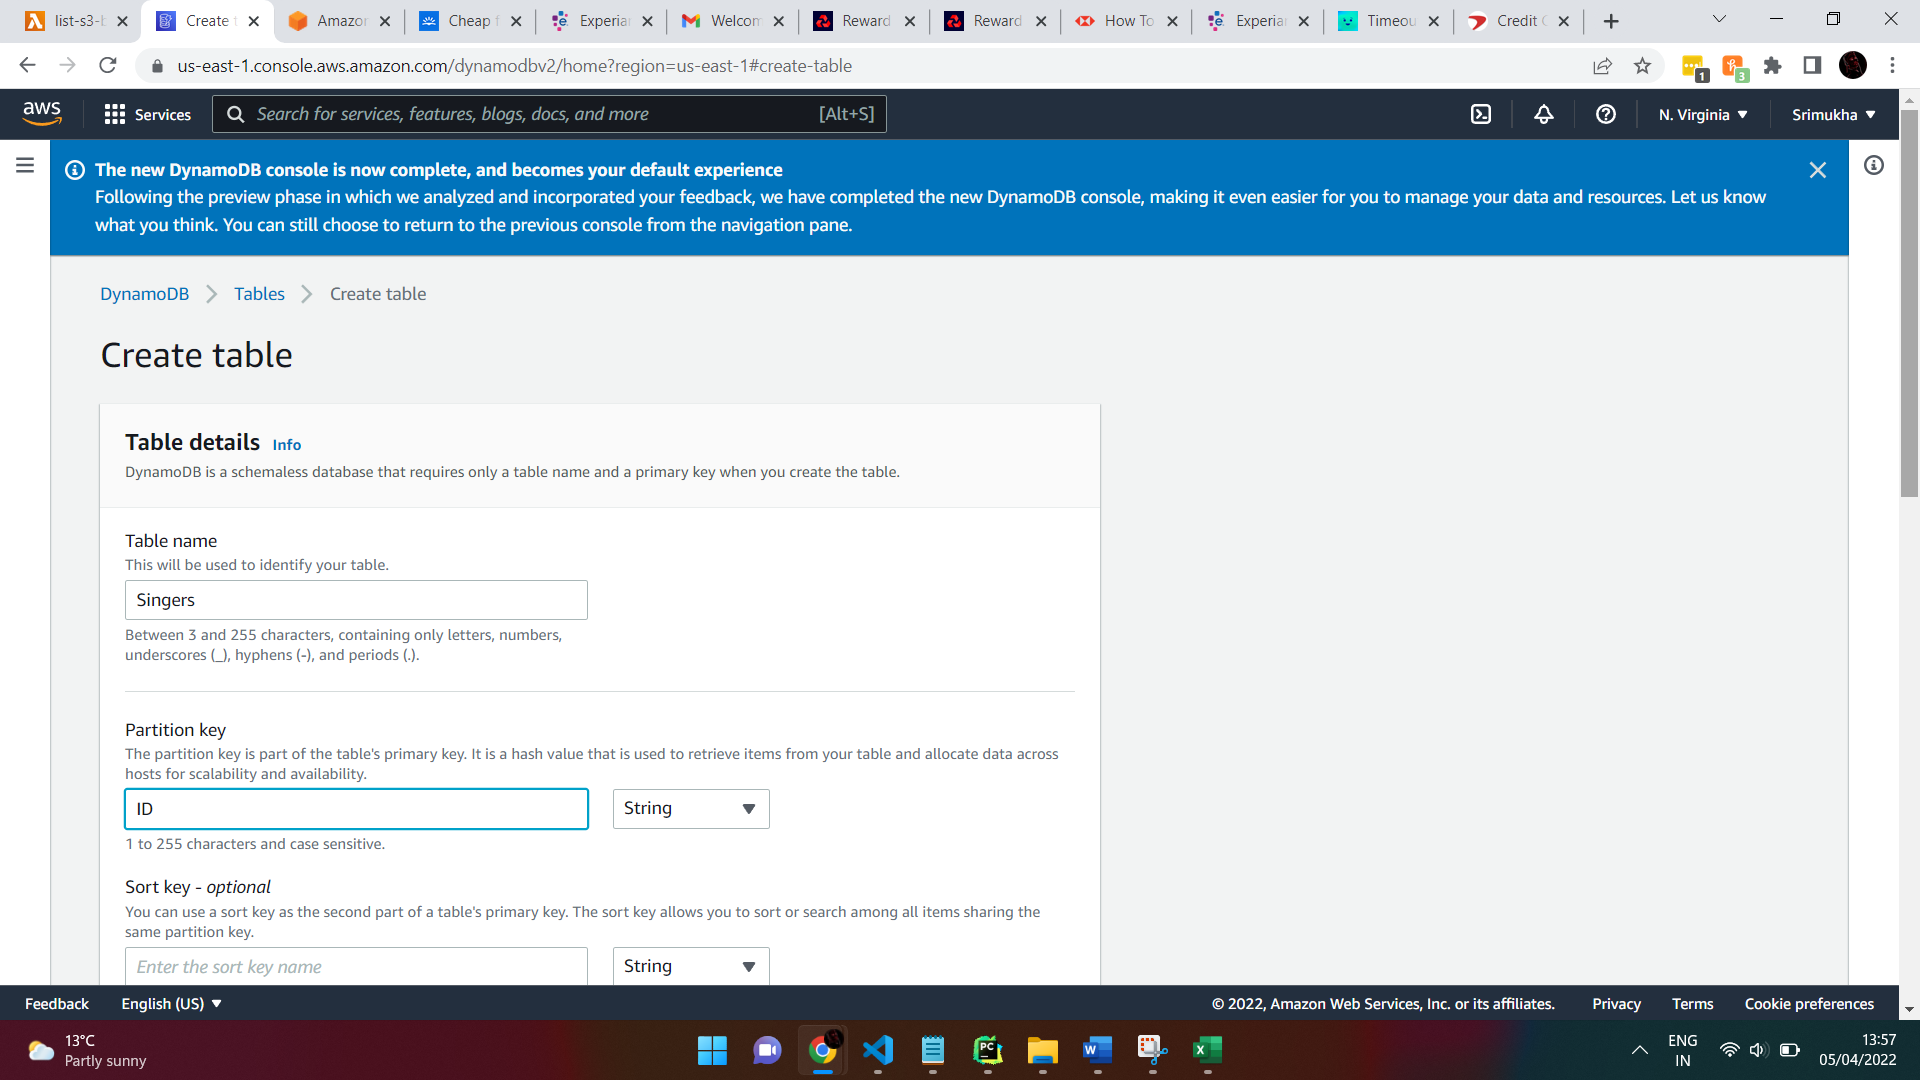 list-s3-b
Create t
Amazon
Cheap f
Experian
Welcom
Reward
Reward
How To
Experian
Timeou
Credit C
us-east-1.console.aws.amazon.com/dynamodbv2/home?region=us-east-1#create-table
1
3
aws
Services
Search for services, features, blogs, docs, and more [Alt+S]
N. Virginia
Srimukha
The new DynamoDB console is now complete, and becomes your default experience
Following the preview phase in which we analyzed and incorporated your feedback, we have completed the new DynamoDB console, making it even easier for you to manage your data and resources. Let us know
what you think. You can still choose to return to the previous console from the navigation pane.
DynamoDB Tables Create table
Create table
Table details Info
DynamoDB is a schemaless database that requires only a table name and a primary key when you create the table.
Table name
This will be used to identify your table.
Singers
Between 3 and 255 characters, containing only letters, numbers,
underscores (_), hyphens (-), and periods (.).
Partition key
The partition key is part of the table's primary key. It is a hash value that is used to retrieve items from your table and allocate data across
hosts for scalability and availability.
ID
String
1 to 255 characters and case sensitive.
Sort key - optional
You can use a sort key as the second part of a table's primary key. The sort key allows you to sort or search among all items sharing the
same partition key.
Enter the sort key name
String
Feedback English (US) © 2022, Amazon Web Services, Inc. or its affiliates. Privacy Terms Cookie preferences
13°C
Partly sunny
PC
W
X
ENG
IN
13:57
05/04/2022